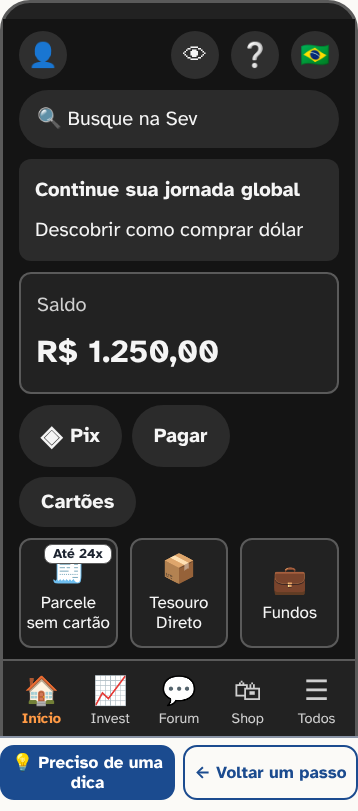 Busque na Sev
Continue sua jornada global
Descobrir como comprar dólar
Saldo
R$ 1.250,00
Pix
Pagar
Cartões
Até 24x
Parcele
sem cartão
Tesouro
Direto
Fundos
Início
Invest
Forum
Shop
Todos
Preciso de uma
dica
← Voltar um passo